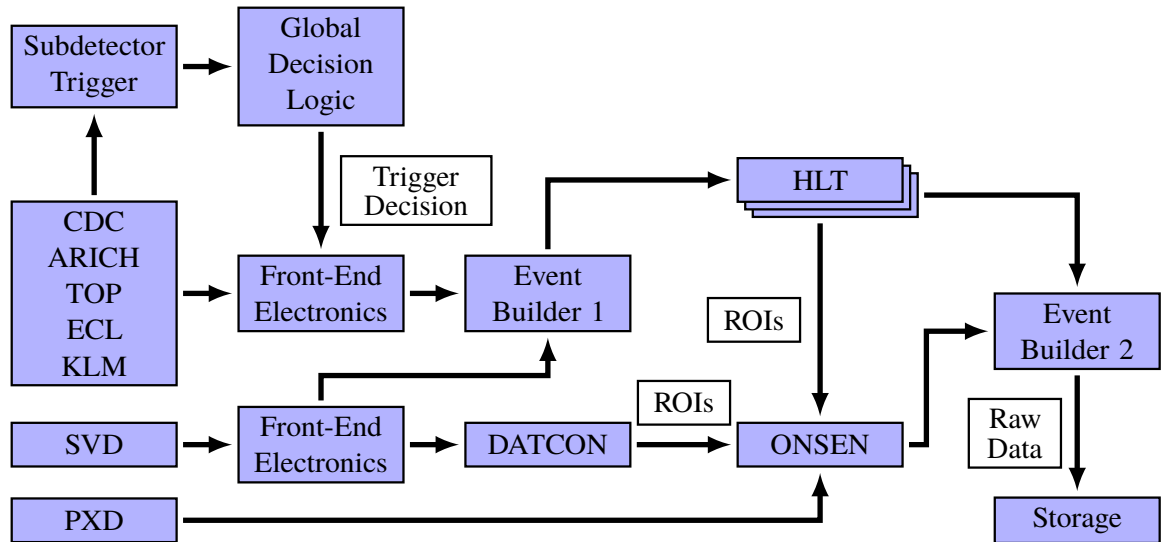 Subdetector
Trigger
Global
Decision
Logic
Trigger
Decision
HLT
CDC
ARICH
TOP
ECL
KLM
Front-End
Electronics
Event
Builder 1
ROIs
Event
Builder 2
SVD
Front-End
Electronics
DATCON
ROIs
ONSEN
Raw
Data
PXD
Storage